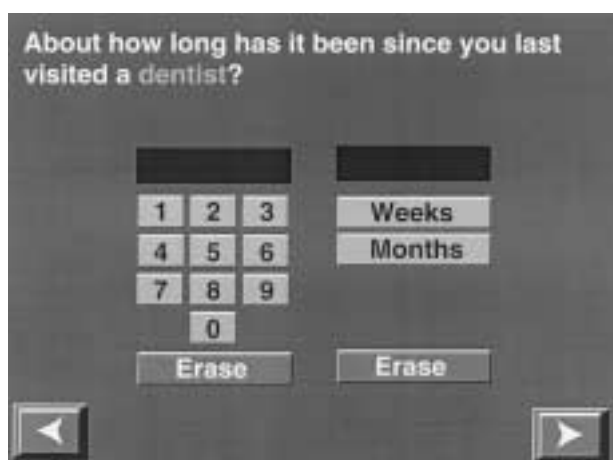 About how long has it been since you last
visited a dentist?
1 2 3
4 5 6
7 8 9
0
Erase
Weeks
Months
Erase